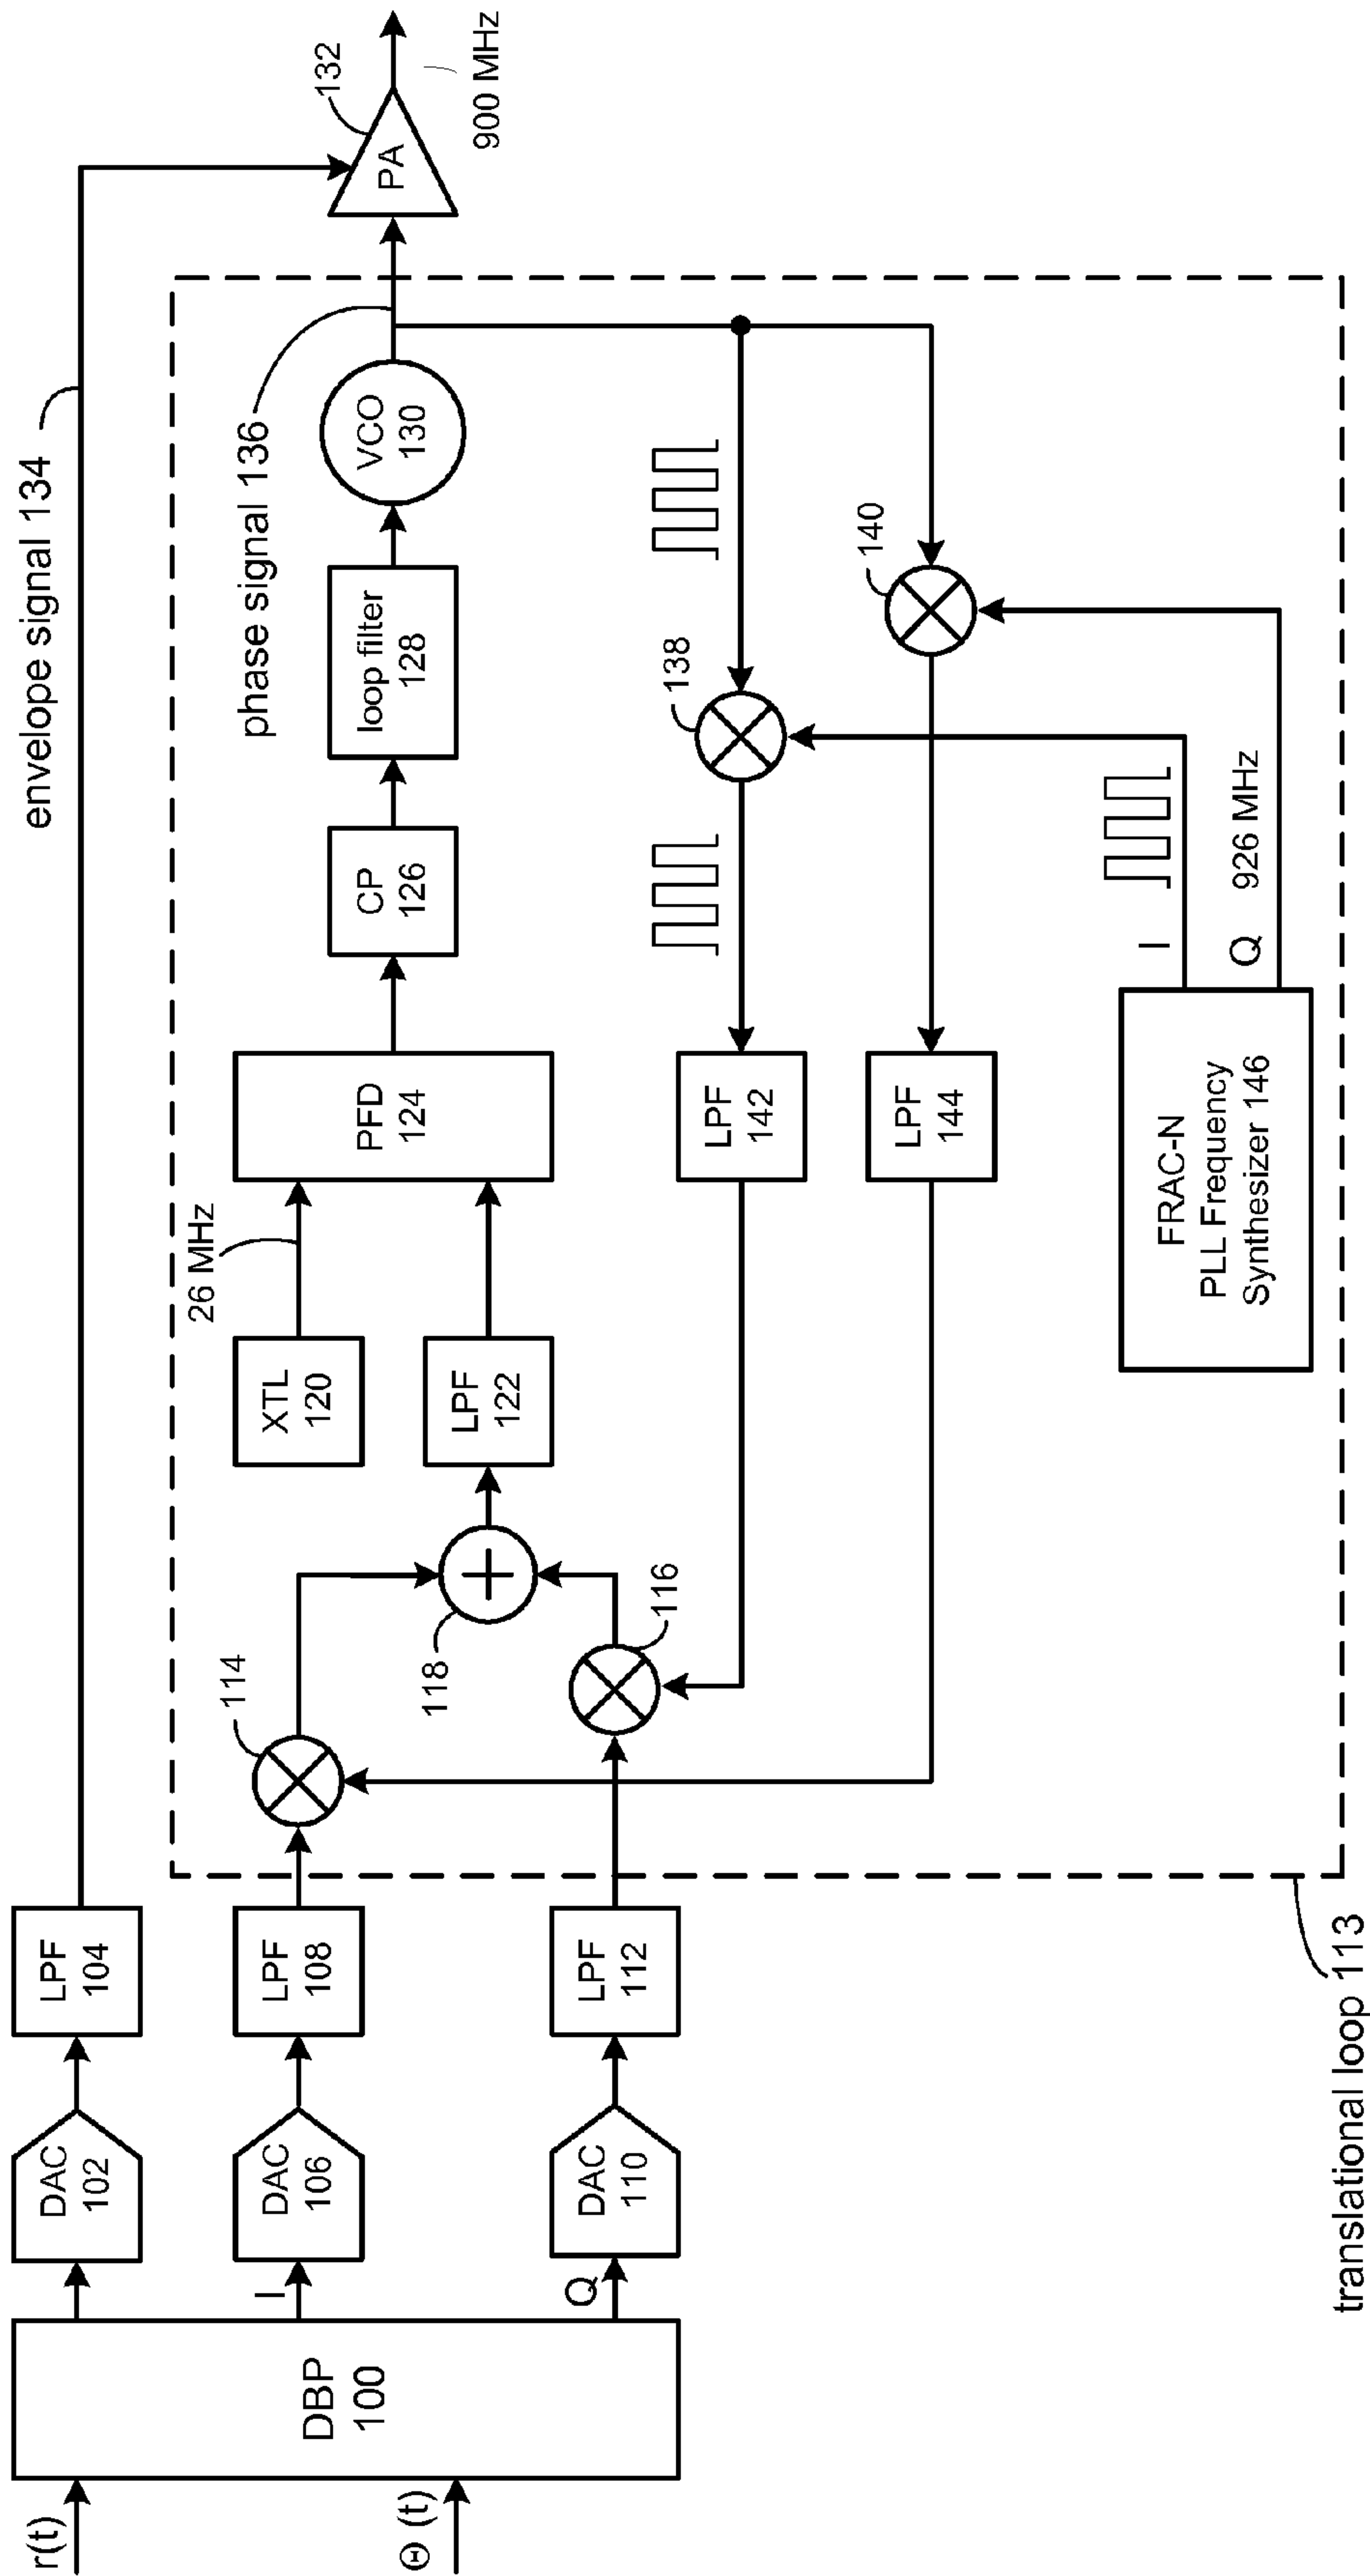 envelope signal 134
r(t)
Θ (t)
DBP
100
I
Q
DAC
102
LPF
104
DAC
106
LPF
108
DAC
110
LPF
112
114
116
118
XTL
120
26 MHz
LPF
122
PFD
124
CP
126
loop filter
128
VCO
130
phase signal 136
PA
132
900 MHz
138
140
LPF
142
LPF
144
FRAC-N
PLL Frequency
Synthesizer 146
I
Q
926 MHz
translational loop 113